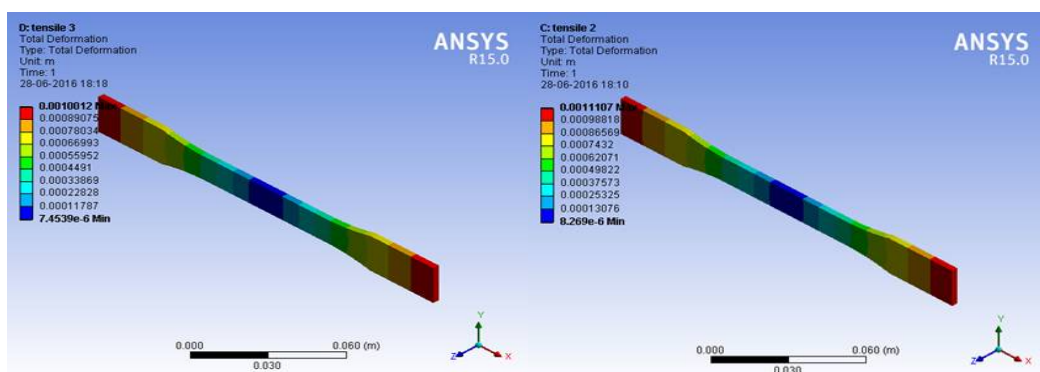 D: tensile 3
Total Deformation
Type: Total Deformation
Unit: m
Time: 1
28-06-2016 18:18
ANSYS
R15.0
0.0010012
0.00089075
0.00078034
0.00066993
0.00055952
0.0004491
0.00033869
0.00022828
0.00011787
7.4539e-6 Min
0.000
0.060 (m)
0.030
Y
Z
X
C: tensile 2
Total Deformation
Type: Total Deformation
Unit: m
Time: 1
28-06-2016 18:10
ANSYS
R15.0
0.0011107
0.00098818
0.00086569
0.0007432
0.00062071
0.00049822
0.00037573
0.00025325
0.00013076
8.269e-6 Min
0.000
0.060 (m)
0.030
Y
Z
X